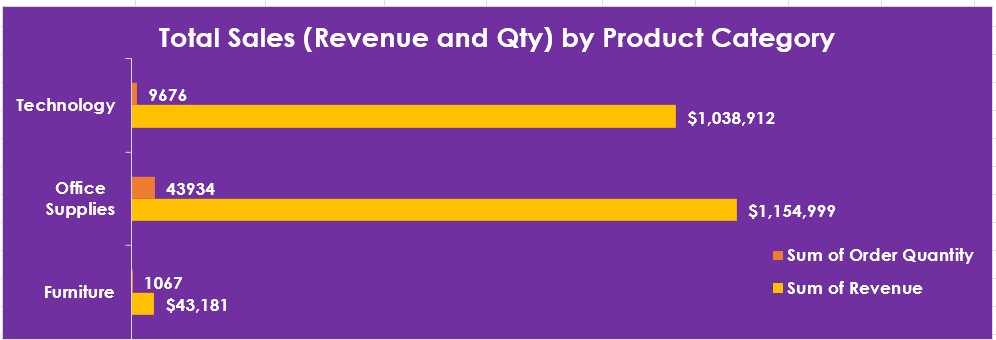 Total Sales (Revenue and Qty) by Product Category
Technology
9676
$1,038,912
Office
Supplies
43934
$1,154,999
Furniture
1067
$43,181
Sum of Order Quantity
Sum of Revenue